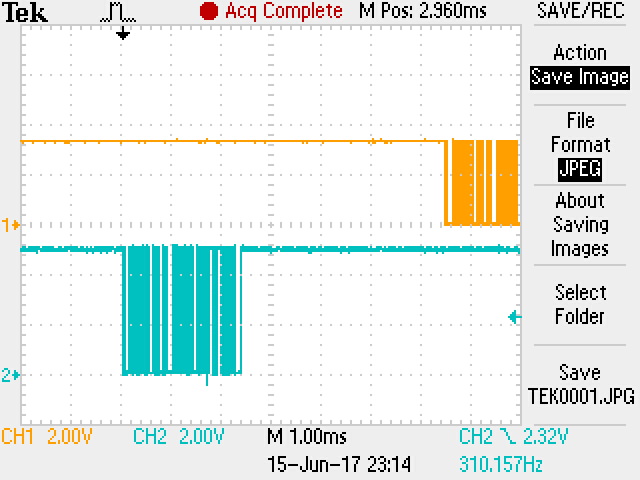 Tek Acq Complete M Pos: 2.960ms SAVE/REC
Action
Save Image
File
Format
JPEG
About
Saving
Images
Select
Folder
Save
TEK0001.JPG
1
2
CH1 2.00V CH2 2.00V M 1.00ms CH2 2.32V
15-Jun-17 23:14 310.157Hz